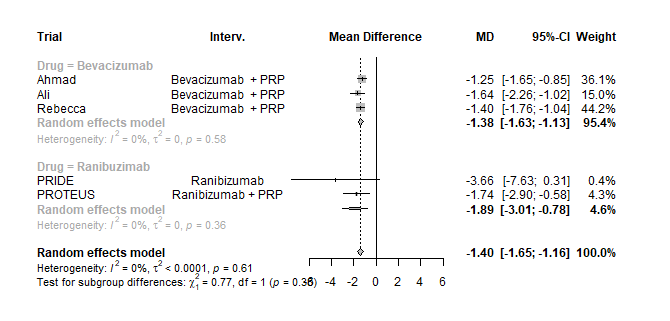 Trial Interv. Mean Difference MD 95%-CI Weight
Drug = Bevacizumab
Ahmad Bevacizumab + PRP -1.25 [-1.65; -0.85] 36.1%
Ali Bevacizumab + PRP -1.64 [-2.26; -1.02] 15.0%
Rebecca Bevacizumab + PRP -1.40 [-1.76; -1.04] 44.2%
Random effects model -1.38 [-1.63; -1.13] 95.4%
Heterogeneity: I² = 0%, τ² = 0, p = 0.58
Drug = Ranibuzimab
PRIDE Ranibizumab -3.66 [-7.63; 0.31] 0.4%
PROTEUS Ranibizumab + PRP -1.74 [-2.90; -0.58] 4.3%
Random effects model -1.89 [-3.01; -0.78] 4.6%
Heterogeneity: I² = 0%, τ² = 0, p = 0.36
Random effects model -1.40 [-1.65; -1.16] 100.0%
Heterogeneity: I² = 0%, τ² < 0.0001, p = 0.61
Test for subgroup differences: χ²₁ = 0.77, df = 1 (p = 0.38) -6 -4 -2 0 2 4 6